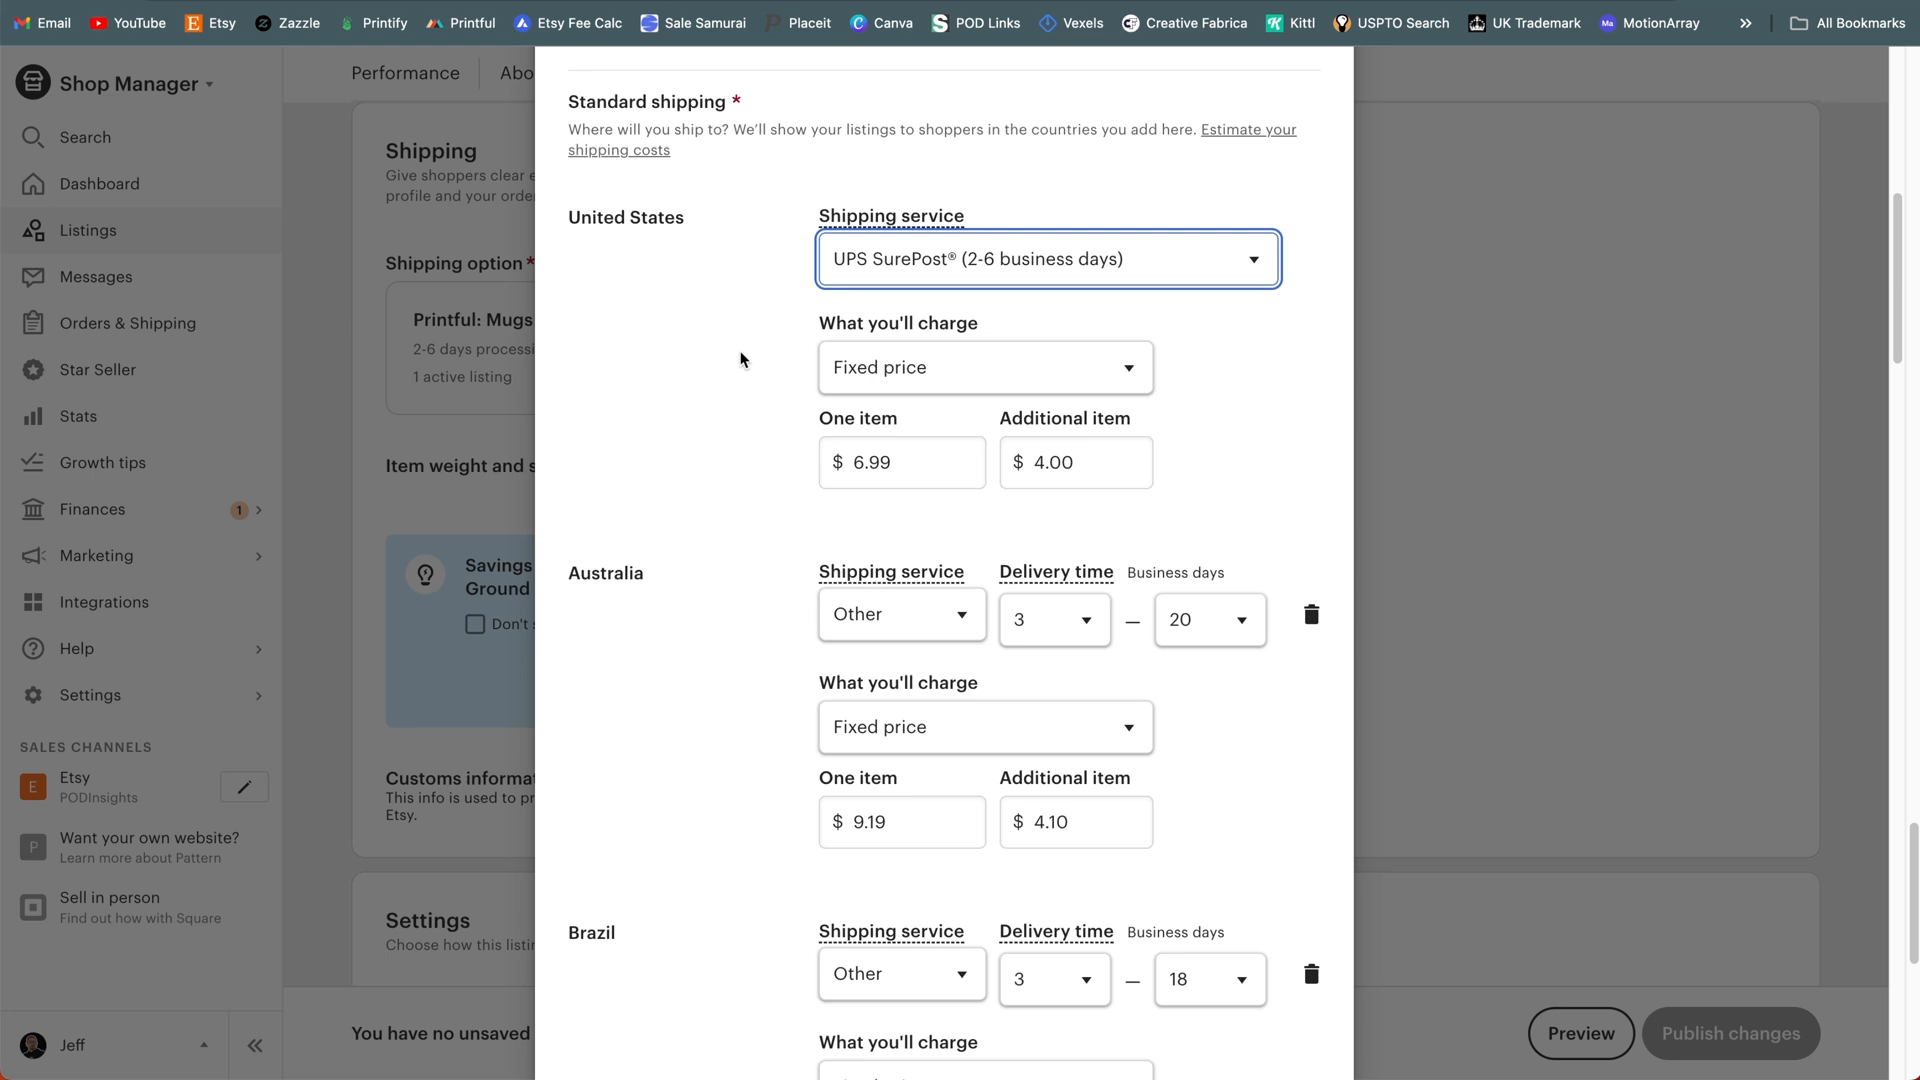 Email YouTube Etsy Zazzle Printify Printful Etsy Fee Calc Sale Samurai Placeit Canva POD Links Vexels Creative Fabrica Kittl USPTO Search UK Trademark MotionArray » All Bookmarks
Shop Manager
Search
Dashboard
Listings
Messages
Orders & Shipping
Star Seller
Stats
Growth tips
Finances 1
Marketing
Integrations
Help
Settings
SALES CHANNELS
E Etsy
PODInsights
P Want your own website?
Learn more about Pattern
Sell in person
Find out how with Square
Jeff
Performance Abo
Shipping
Give shoppers clear e
profile and your orde
Shipping option *
Printful: Mugs
2-6 days processi
1 active listing
Item weight and s
Savings
Ground
Don't s
Customs informat
This info is used to pr
Etsy.
Settings
Choose how this listin
You have no unsaved
Standard shipping *
Where will you ship to? We'll show your listings to shoppers in the countries you add here. Estimate your
shipping costs
United States Shipping service
UPS SurePost® (2-6 business days)
What you'll charge
Fixed price
One item Additional item
$ 6.99 $ 4.00
Australia Shipping service Delivery time Business days
Other 3 – 20
What you'll charge
Fixed price
One item Additional item
$ 9.19 $ 4.10
Brazil Shipping service Delivery time Business days
Other 3 – 18
What you'll charge
Preview Publish changes